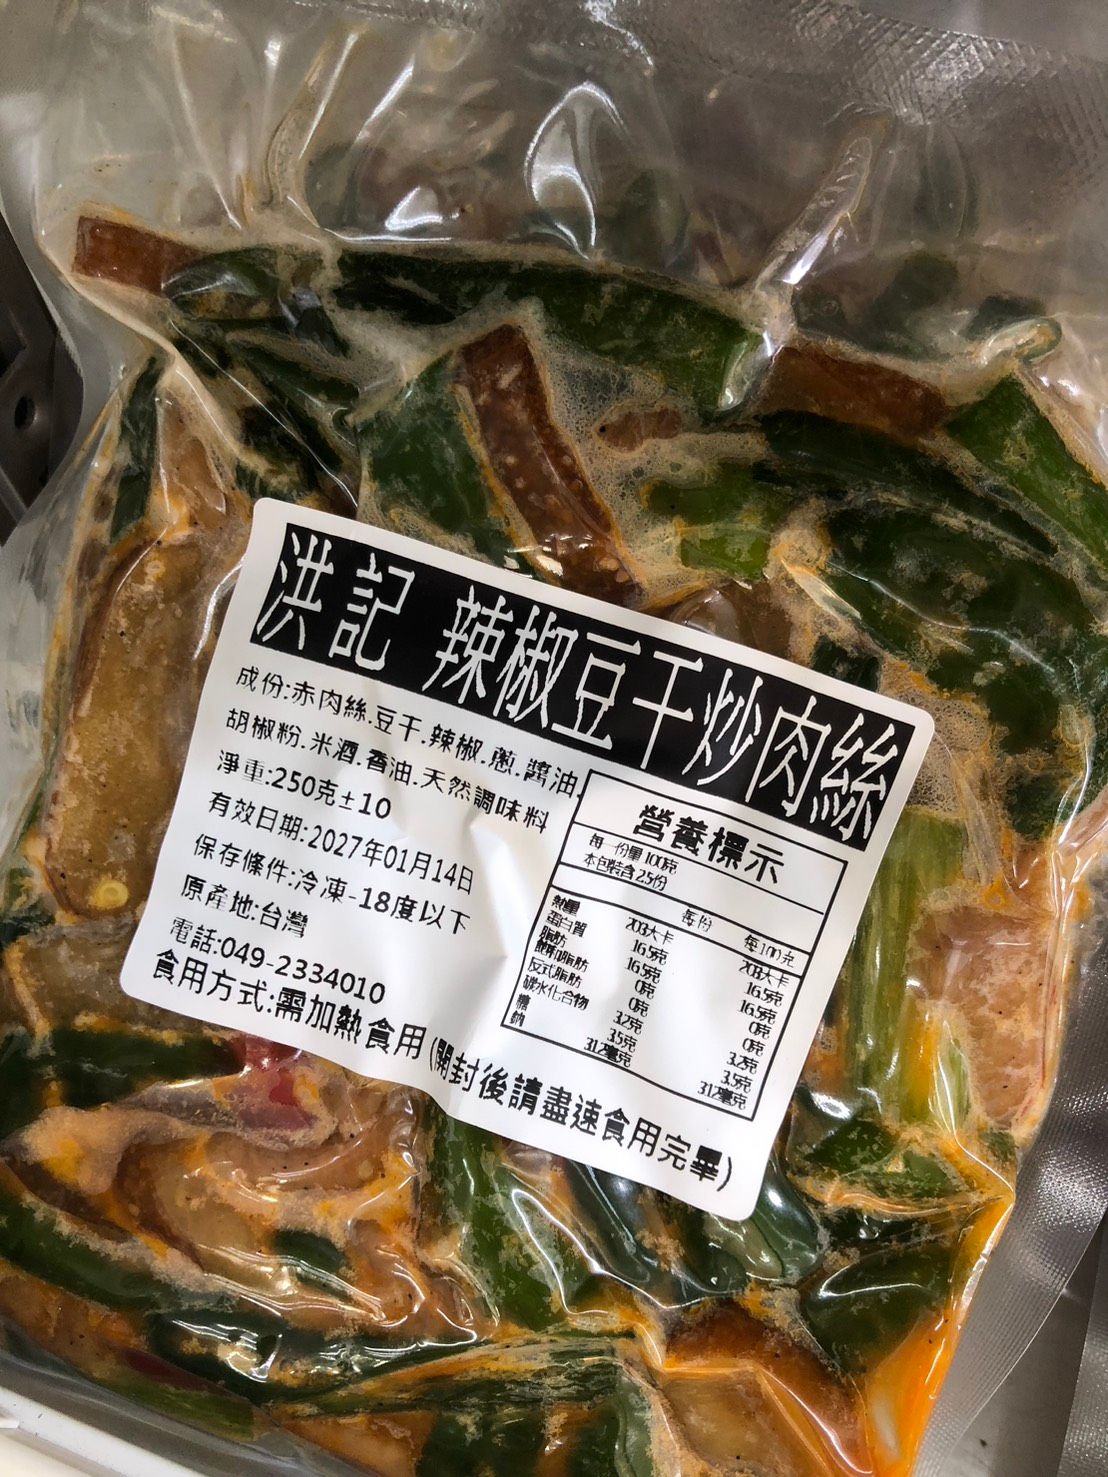 洪記 辣椒豆干炒肉絲
成份:赤肉絲.豆干.辣椒.蔥.醬油.
胡椒粉.米酒.香油.天然調味料
淨重:250克±10
有效日期:2027年01月14日
保存條件:冷凍-18度以下
原產地:台灣
電話:049-2334010
食用方式:需加熱食用(開封後請盡速食用完畢)
營養標示
每一份量100克
本包裝含2.5份
每份 每100克
熱量 203大卡 203大卡
蛋白質 16.5克 16.5克
脂肪 16.5克 16.5克
飽和脂肪 0克 0克
反式脂肪 0克 0克
碳水化合物 3.2克 3.2克
糖 3.5克 3.5克
鈉 312毫克 312毫克